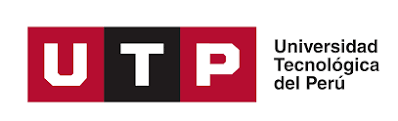 UTP
Universidad
Tecnológica
del Perú